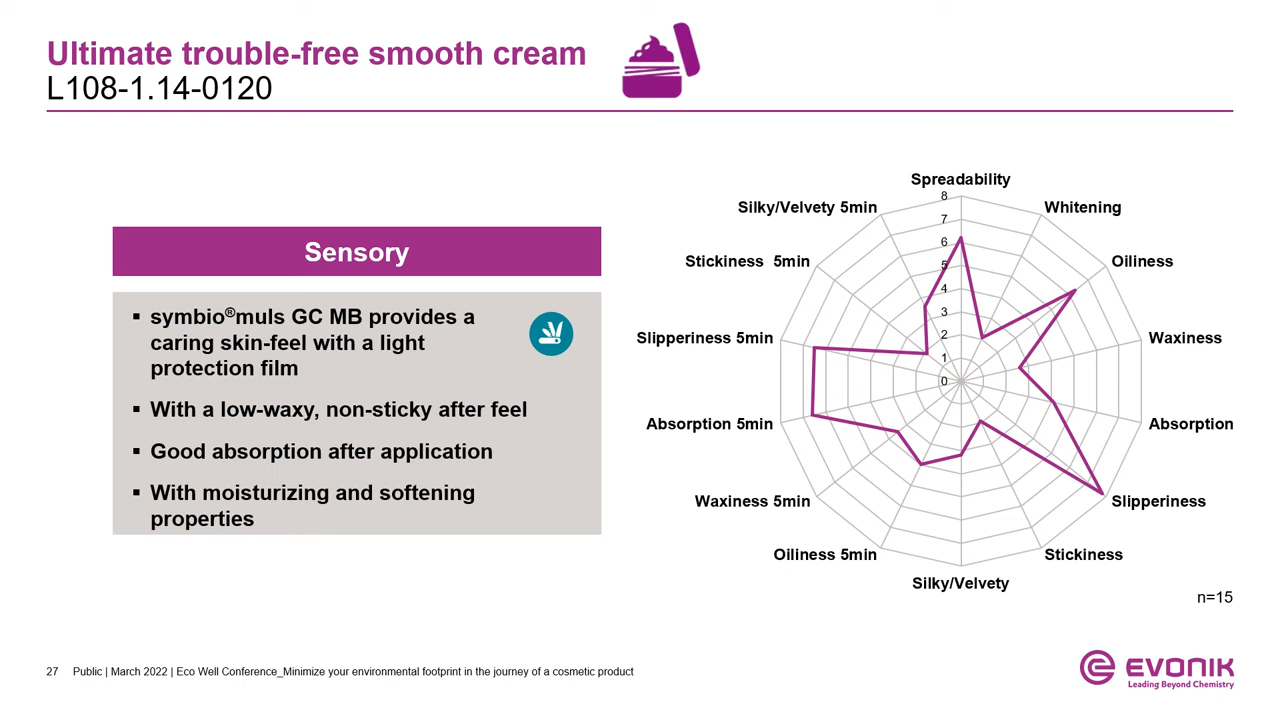 Ultimate trouble-free smooth cream
L108-1.14-0120
Sensory
▪ symbio®muls GC MB provides a
caring skin-feel with a light
protection film
▪ With a low-waxy, non-sticky after feel
▪ Good absorption after application
▪ With moisturizing and softening
properties
Spreadability
Whitening
Oiliness
Waxiness
Absorption
Slipperiness
Stickiness
Silky/Velvety
Oiliness 5min
Waxiness 5min
Absorption 5min
Slipperiness 5min
Stickiness 5min
Silky/Velvety 5min
8
7
6
5
4
3
2
1
0
n=15
27 Public | March 2022 | Eco Well Conference_Minimize your environmental footprint in the journey of a cosmetic product
EVONIK
Leading Beyond Chemistry